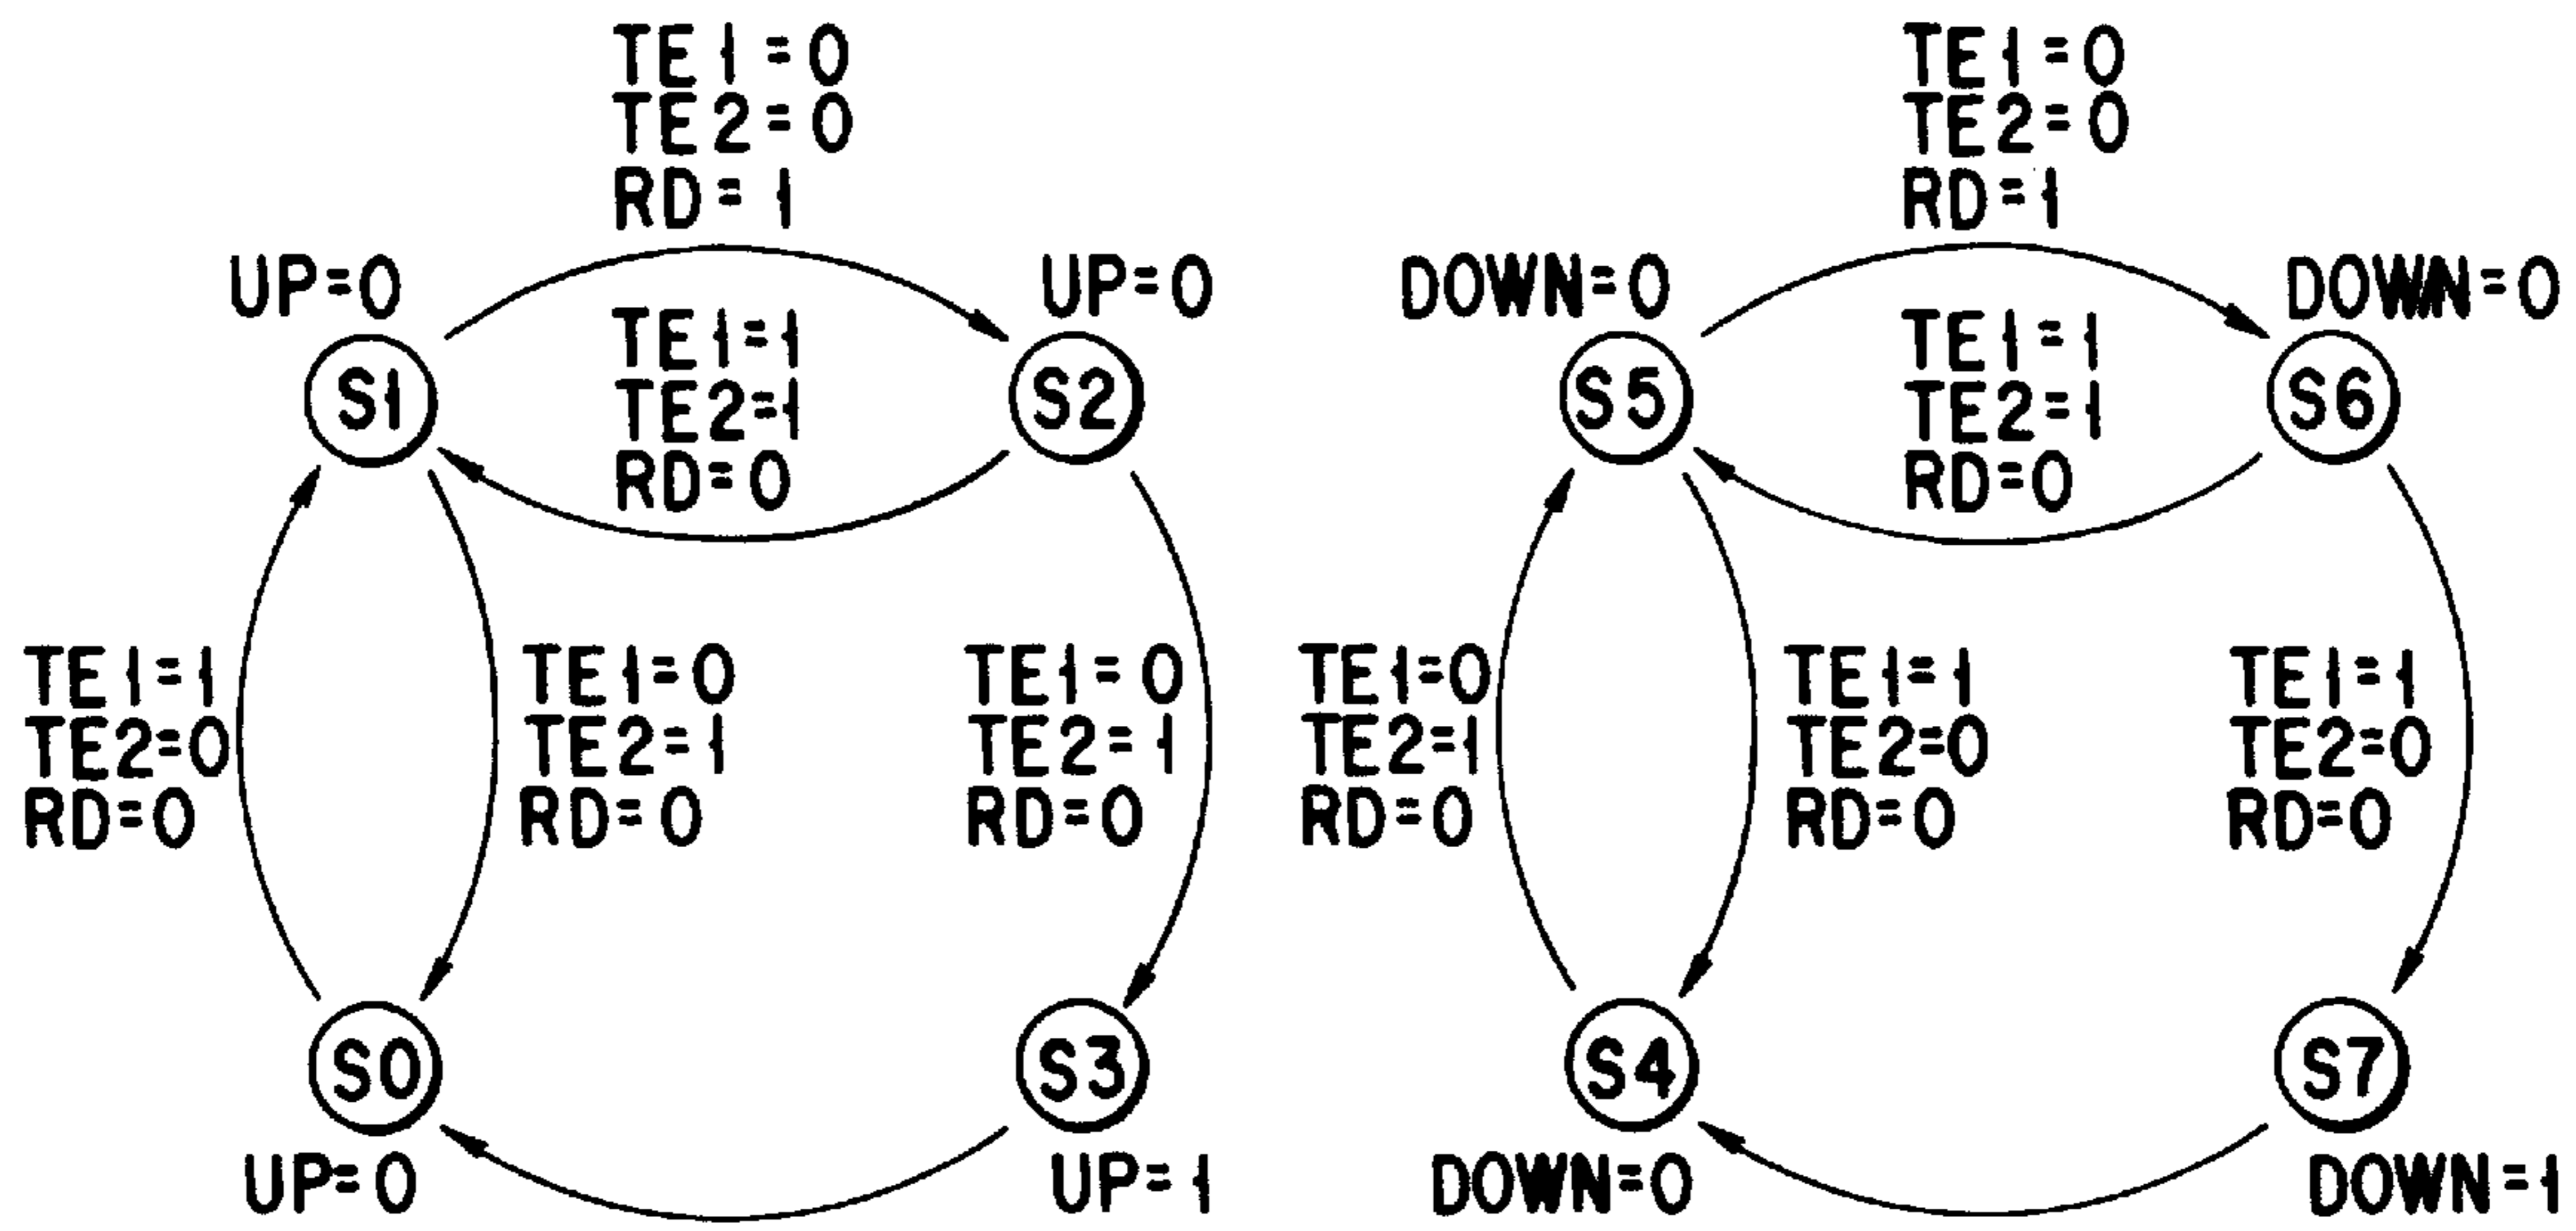 TE1=0
TE2=0
RD=1
UP=0
UP=0
TE1=1
TE2=1
RD=0
S1
S2
TE1=1
TE2=0
RD=0
TE1=0
TE2=1
RD=0
TE1=0
TE2=1
RD=0
S0
S3
UP=0
UP=1
TE1=0
TE2=0
RD=1
DOWN=0
DOWN=0
TE1=1
TE2=1
RD=0
S5
S6
TE1=0
TE2=1
RD=0
TE1=1
TE2=0
RD=0
TE1=1
TE2=0
RD=0
S4
S7
DOWN=0
DOWN=1